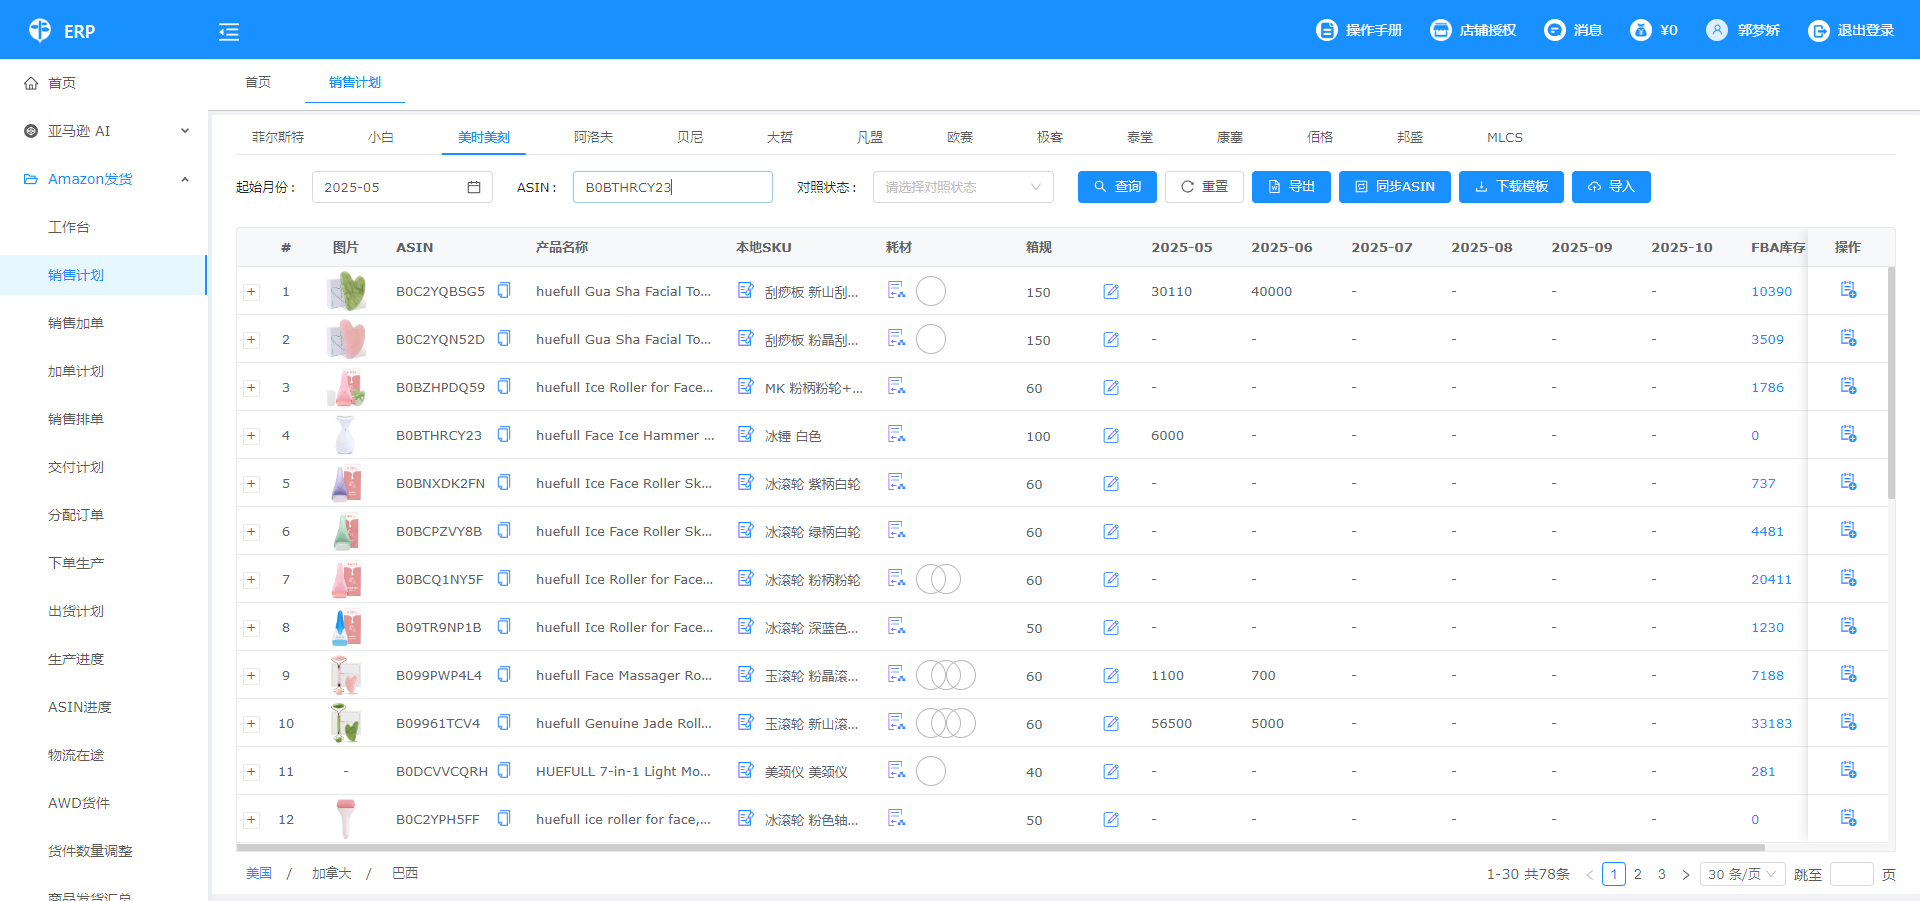 ERP 操作手册 店铺授权 消息 ¥0 郭梦娇 退出登录
首页
亚马逊 AI
Amazon发货
工作台
销售计划
销售加单
加单计划
销售排单
交付计划
分配订单
下单生产
出货计划
生产进度
ASIN进度
物流在途
AWD货件
货件数量调整
商品发货汇总
首页 销售计划
菲尔斯特 小白 美时美刻 阿洛夫 贝尼 大哲 凡盟 欧赛 极客 泰堂 康塞 佰格 邦盛 MLCS
起始月份： 2025-05 ASIN： B0BTHRCY23 对照状态： 请选择对照状态 查询 重置 导出 同步ASIN 下载模板 导入
# 图片 ASIN 产品名称 本地SKU 耗材 箱规 2025-05 2025-06 2025-07 2025-08 2025-09 2025-10 FBA库存 操作
1 B0C2YQBSG5 huefull Gua Sha Facial To... 刮痧板 新山刮... 150 30110 40000 - - - - 10390
2 B0C2YQN52D huefull Gua Sha Facial To... 刮痧板 粉晶刮... 150 - - - - - - 3509
3 B0BZHPDQ59 huefull Ice Roller for Face... MK 粉柄粉轮+... 60 - - - - - - 1786
4 B0BTHRCY23 huefull Face Ice Hammer ... 冰锤 白色 100 6000 - - - - - 0
5 B0BNXDK2FN huefull Ice Face Roller Sk... 冰滚轮 紫柄白轮 60 - - - - - - 737
6 B0BCPZVY8B huefull Ice Face Roller Sk... 冰滚轮 绿柄白轮 60 - - - - - - 4481
7 B0BCQ1NY5F huefull Ice Roller for Face... 冰滚轮 粉柄粉轮 60 - - - - - - 20411
8 B09TR9NP1B huefull Ice Roller for Face... 冰滚轮 深蓝色... 50 - - - - - - 1230
9 B099PWP4L4 huefull Face Massager Ro... 玉滚轮 粉晶滚... 60 1100 700 - - - - 7188
10 B09961TCV4 huefull Genuine Jade Roll... 玉滚轮 新山滚... 60 56500 5000 - - - - 33183
11 - B0DCVVCQRH HUEFULL 7-in-1 Light Mo... 美颈仪 美颈仪 40 - - - - - - 281
12 B0C2YPH5FF huefull ice roller for face,... 冰滚轮 粉色轴... 50 - - - - - - 0
美国 / 加拿大 / 巴西 1-30 共78条 < 1 2 3 > 30 条/页 跳至 页